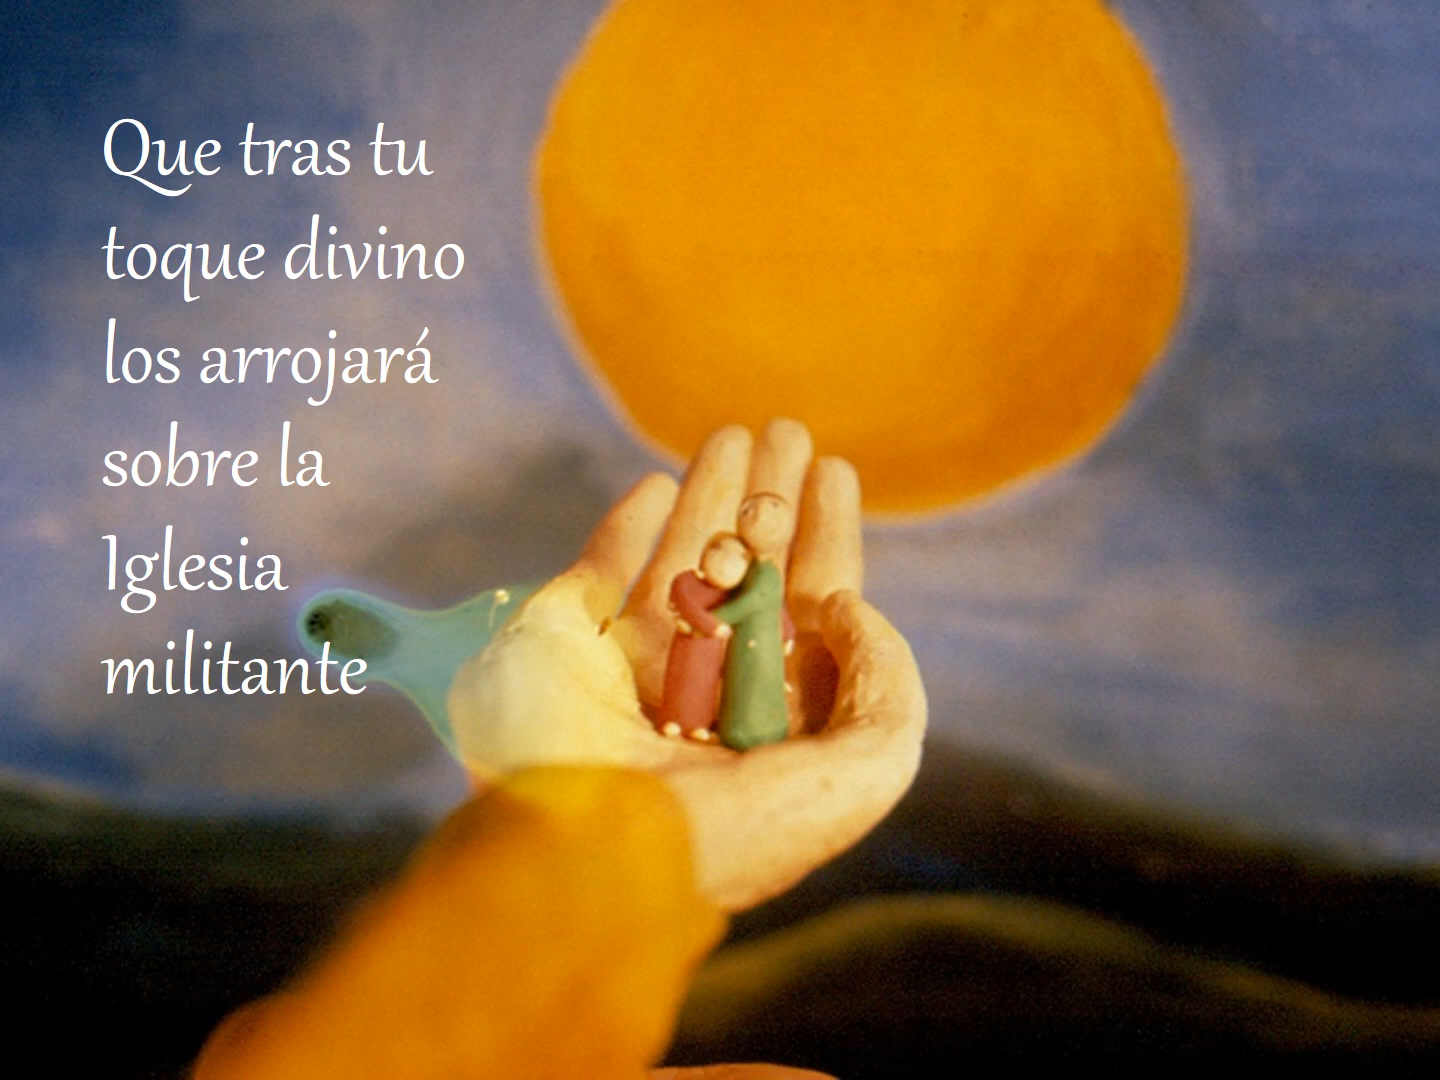 Que tras tu
toque divino
los arrojará
sobre la
Iglesia
militante